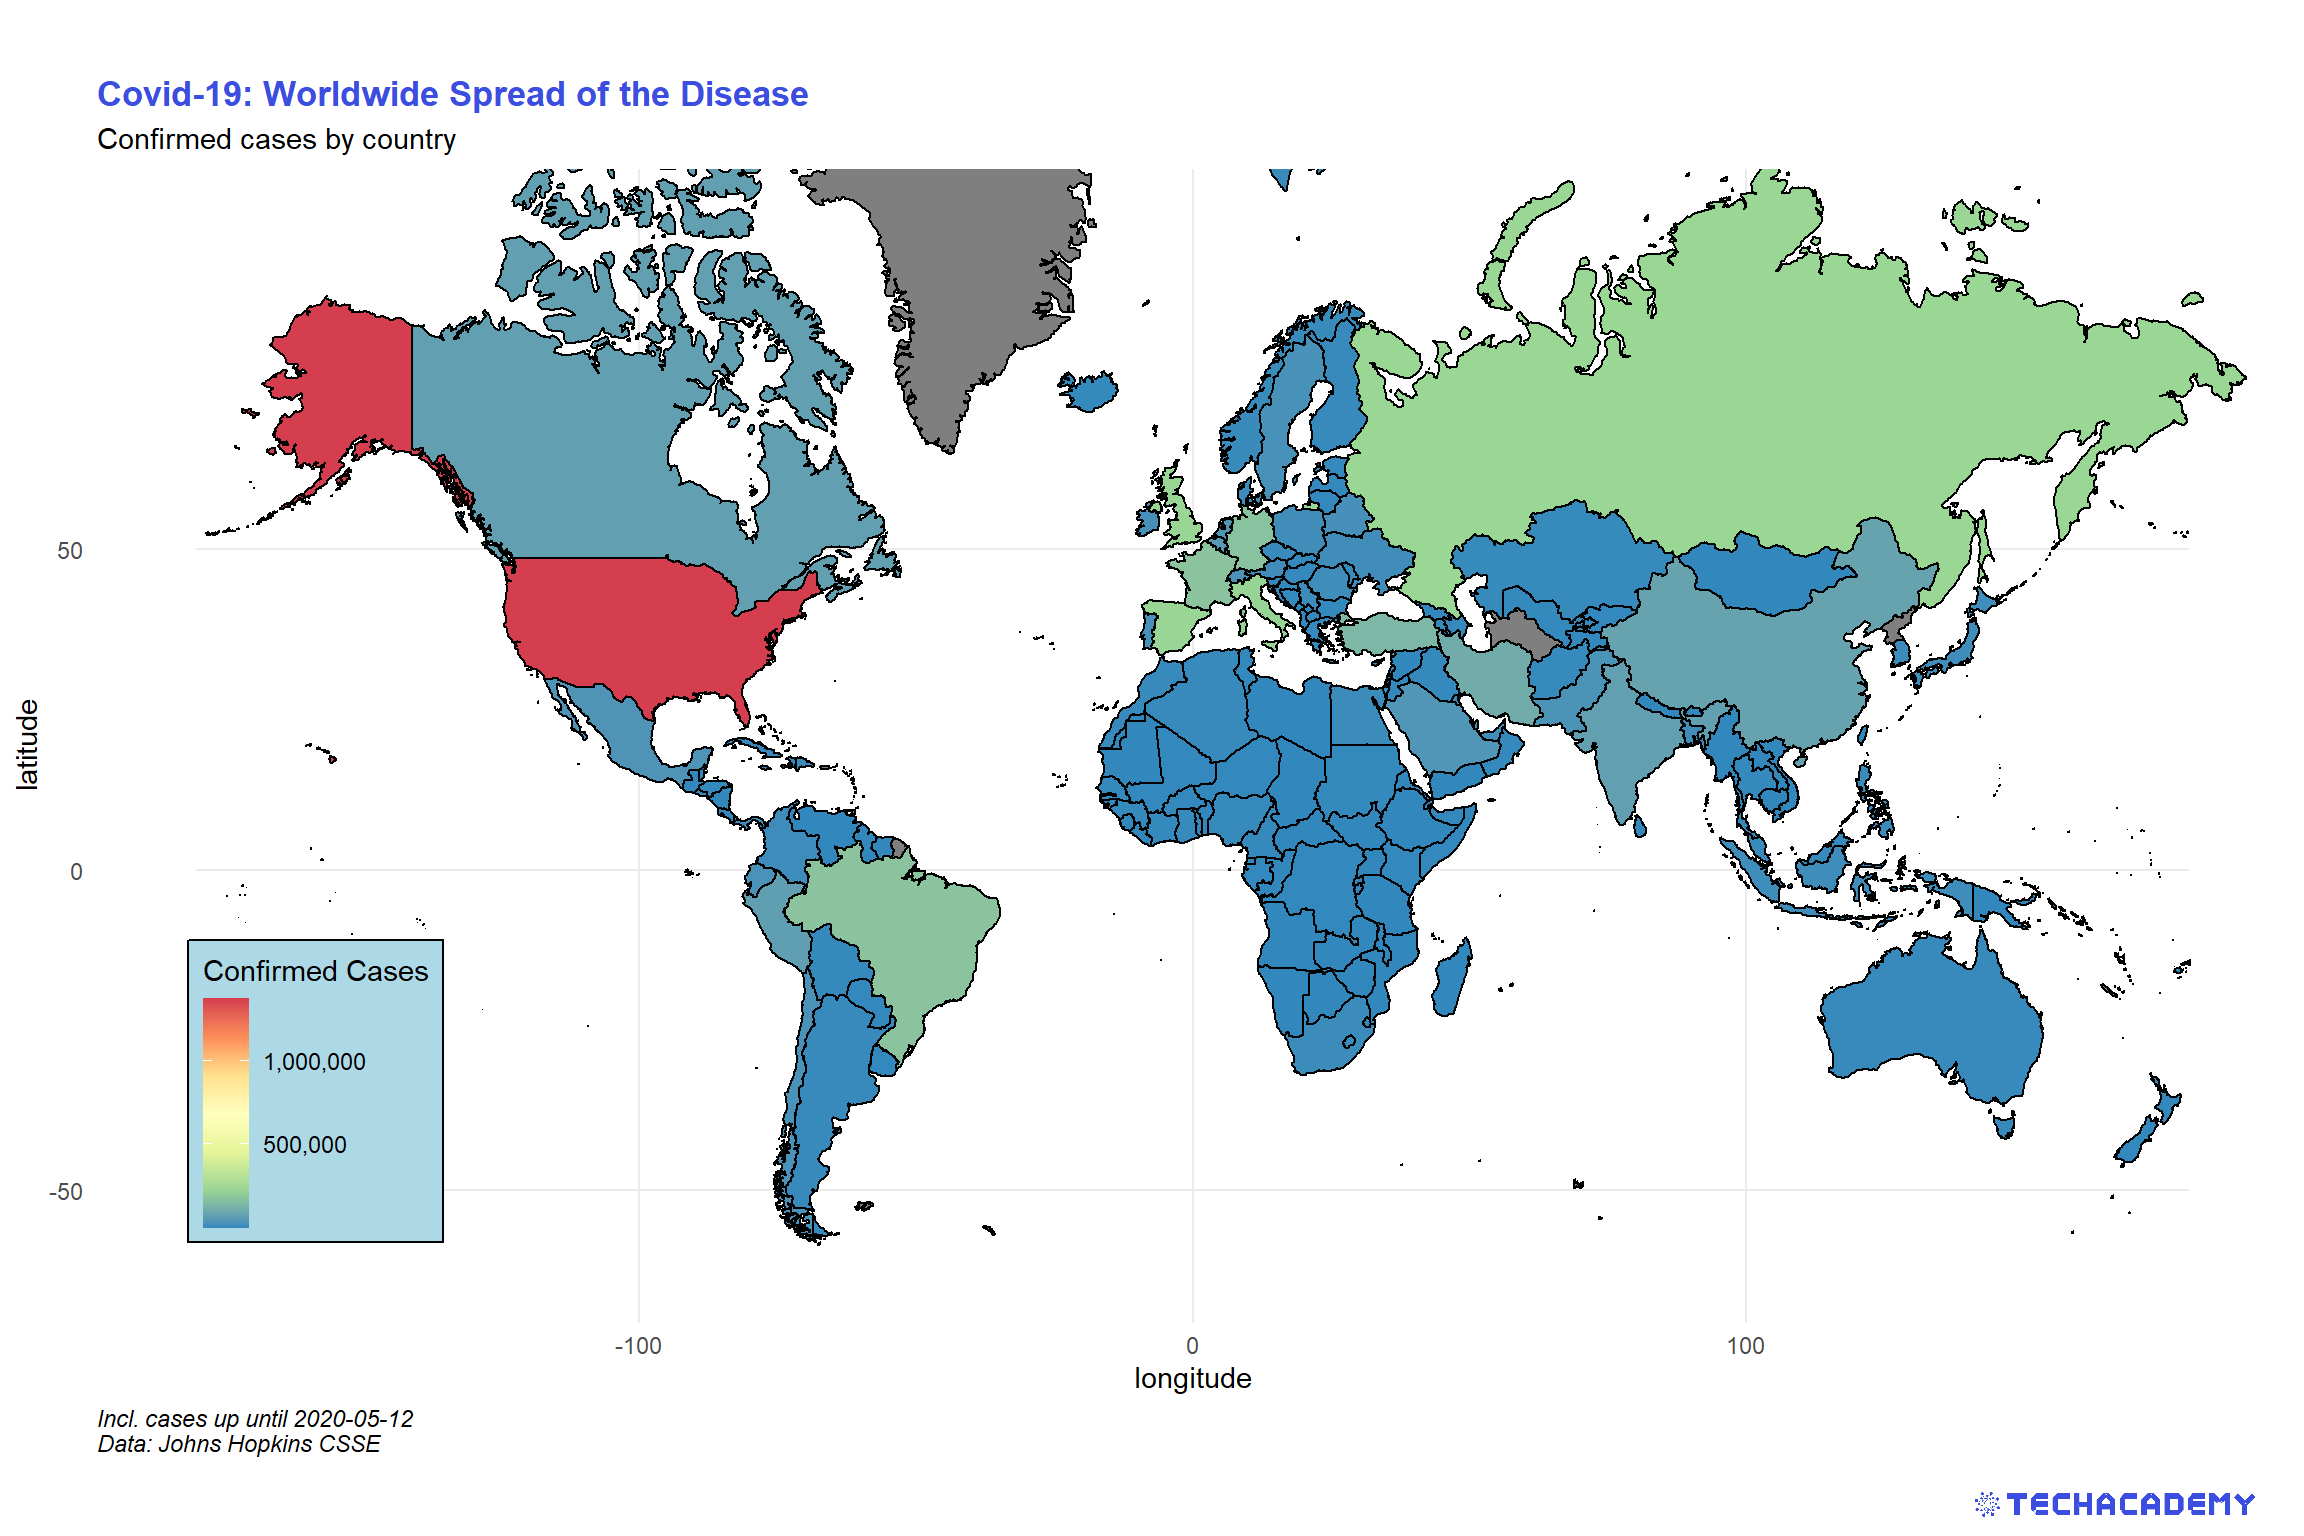 Covid-19: Worldwide Spread of the Disease
Confirmed cases by country
latitude
50
0
-50
Confirmed Cases
1,000,000
500,000
-100
0
100
longitude
Incl. cases up until 2020-05-12
Data: Johns Hopkins CSSE
TECHACADEMY